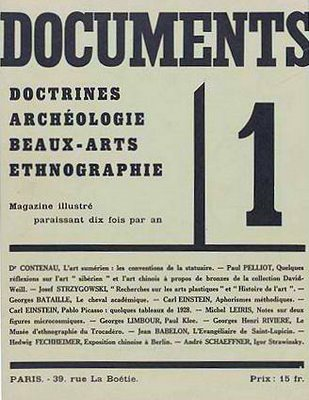 DOCUMENTS
DOCTRINES
ARCHÉOLOGIE
BEAUX-ARTS
ETHNOGRAPHIE
1
Magazine illustré
paraissant dix fois par an
Dr CONTENAU, L'art sumérien : les conventions de la statuaire. — Paul PELLIOT, Quelques
réflexions sur l'art " sibérien " et l'art chinois à propos de bronzes de la collection David-
Weill. — Josef STRZYGOWSKI, " Recherches sur les arts plastiques " et " Histoire de l'art ". —
Georges BATAILLE, Le cheval académique. — Carl EINSTEIN, Aphorismes méthodiques. —
Carl EINSTEIN, Pablo Picasso : quelques tableaux de 1928. — Michel LEIRIS, Notes sur deux
figures microcosmiques. — Georges LIMBOUR, Paul Klee. — Georges Henri RIVIERE, Le
Musée d'ethnographie du Trocadéro. — Jean BABELON, L'Evangéliaire de Saint-Lupicin. —
Hedwig FECHHEIMER, Exposition chinoise à Berlin. — André SCHAEFFNER, Igor Strawinsky.
PARIS. - 39, rue La Boétie. Prix : 15 fr.